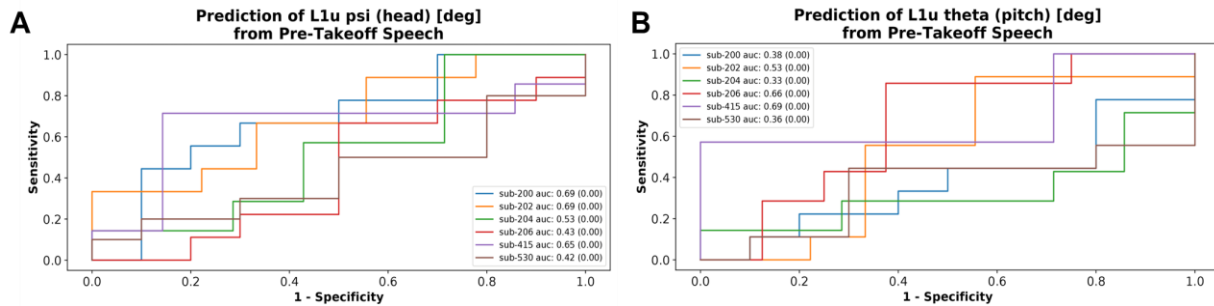 A
Prediction of L1u psi (head) [deg]
from Pre-Takeoff Speech
1.0
0.8
0.6
0.4
0.2
0.0
Sensitivity
sub-200 auc: 0.69 (0.00)
sub-202 auc: 0.69 (0.00)
sub-204 auc: 0.53 (0.00)
sub-206 auc: 0.43 (0.00)
sub-415 auc: 0.65 (0.00)
sub-530 auc: 0.42 (0.00)
0.0 0.2 0.4 0.6 0.8 1.0
1 - Specificity
B
Prediction of L1u theta (pitch) [deg]
from Pre-Takeoff Speech
1.0
0.8
0.6
0.4
0.2
0.0
Sensitivity
sub-200 auc: 0.38 (0.00)
sub-202 auc: 0.53 (0.00)
sub-204 auc: 0.33 (0.00)
sub-206 auc: 0.66 (0.00)
sub-415 auc: 0.69 (0.00)
sub-530 auc: 0.36 (0.00)
0.0 0.2 0.4 0.6 0.8 1.0
1 - Specificity